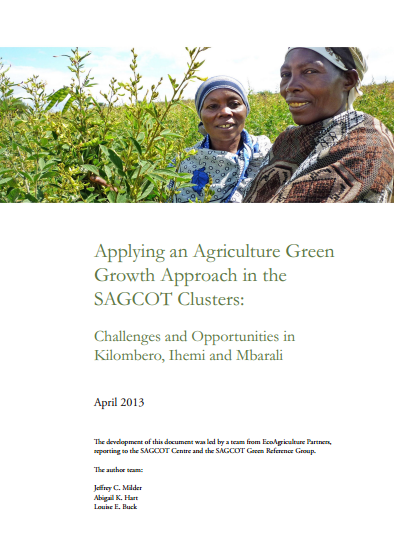 Applying an Agriculture Green
Growth Approach in the
SAGCOT Clusters:
Challenges and Opportunities in
Kilombero, Ihemi and Mbarali
April 2013
The development of this document was led by a team from EcoAgriculture Partners,
reporting to the SAGCOT Centre and the SAGCOT Green Reference Group.
The author team:
Jeffrey C. Milder
Abigail K. Hart
Louise E. Buck